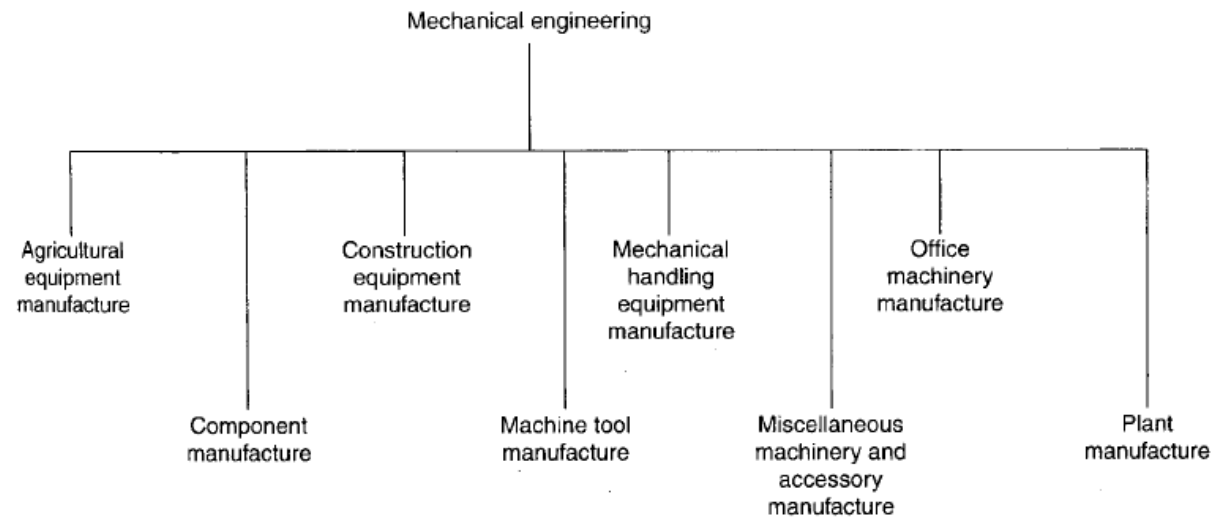 Mechanical engineering
Agricultural
equipment
manufacture
Construction
equipment
manufacture
Mechanical
handling
equipment
manufacture
Office
machinery
manufacture
Component
manufacture
Machine tool
manufacture
Miscellaneous
machinery and
accessory
manufacture
Plant
manufacture